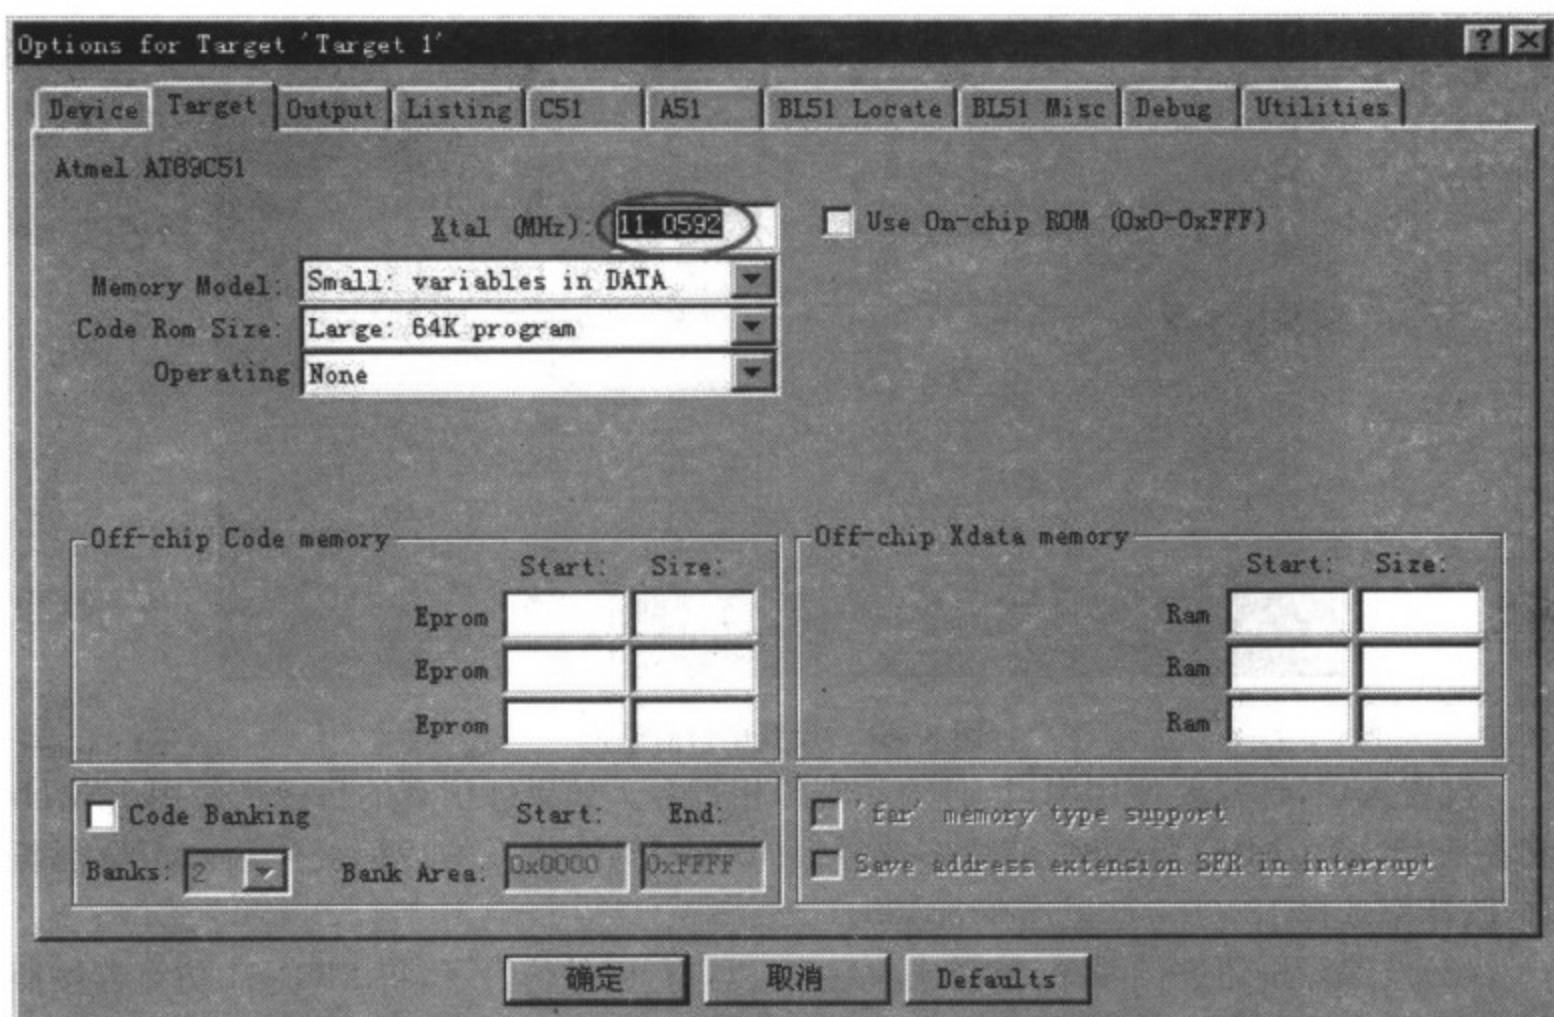 Options for Target 'Target 1'
Device Target Output Listing C51 A51 BL51 Locate BL51 Misc Debug Utilities
Atmel AT89C51
Xtal (MHz): 11.0592 Use On-chip ROM (0x0-0xFFF)
Memory Model: Small: variables in DATA
Code Rom Size: Large: 64K program
Operating None
Off-chip Code memory
Start: Size:
Eprom
Eprom
Eprom
Off-chip Xdata memory
Start: Size:
Ram
Ram
Ram
Code Banking Start: End:
Banks: 2 Bank Area: 0x0000 0xFFFF
'far' memory type support
Save address extension SFR in interrupt
确定 取消 Defaults